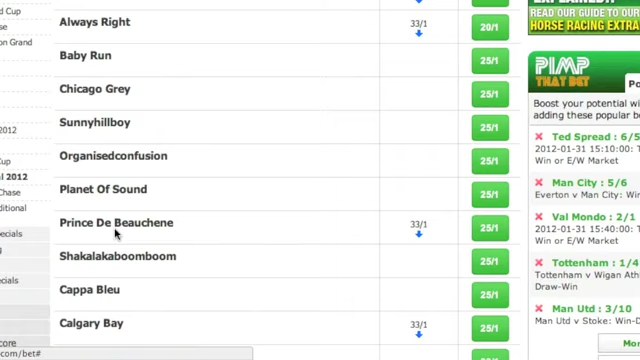 d Cup
se
on Grand
2012
Cup
al 2012
Chase
ditional
ecials
g
ecials
core
.com/bet#
Always Right 33/1 20/1
Baby Run 25/1
Chicago Grey 25/1
Sunnyhillboy 25/1
Organisedconfusion 25/1
Planet Of Sound 25/1
Prince De Beauchene 33/1 25/1
Shakalakaboomboom 25/1
Cappa Bleu 25/1
Calgary Bay 33/1 25/1
EXPLAINED!
READ OUR GUIDE TO OUR
HORSE RACING EXTRA
PIMP
THAT BET
Po
Boost your potential wi
adding these popular be
Ted Spread : 6/5
2012-01-31 15:10:00: T
Win or E/W Market
Man City : 5/6
Everton v Man City: Win
Val Mondo : 2/1
2012-01-31 15:40:00: T
Win or E/W Market
Tottenham : 1/4
Tottenham v Wigan Ath
Draw-Win
Man Utd : 3/10
Man Utd v Stoke: Win-D
Mo